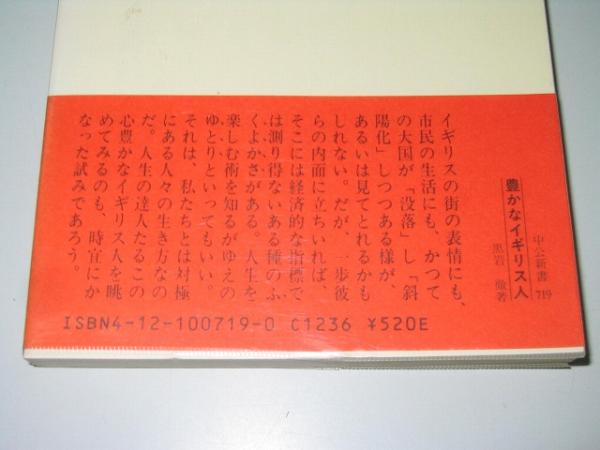 中公新書 719
豊かなイギリス人
黒岩 徹著
イギリスの街の表情にも、
市民の生活にも、かつて
の大国が「没落」し「斜
陽化」しつつある様が、
あるいは見てとれるかも
しれない。だが、一歩彼
らの内面に立ちいれば、
そこには経済的な指標で
は測り得ないある種のふ
くよかさがある。人生を
楽しむ術を知るがゆえの
ゆとりといってもいい。
それは、私たちとは対極
にある人々の生き方なの
だ。人生の達人たるこの
心豊かなイギリス人を眺
めてみるのも、時宜にか
なった試みであろう。
ISBN4-12-100719-0 C1236 ¥520E